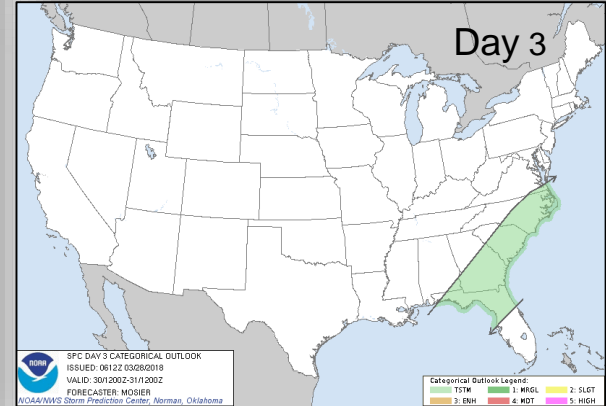 Day 3
NOAA
SPC DAY 3 CATEGORICAL OUTLOOK
ISSUED: 0612Z 03/28/2018
VALID: 30/1200Z-31/1200Z
FORECASTER: MOSIER
NOAA/NWS Storm Prediction Center, Norman, Oklahoma
Categorical Outlook Legend:
TSTM 1: MRGL 2: SLGT
3: ENH 4: MDT 5: HIGH